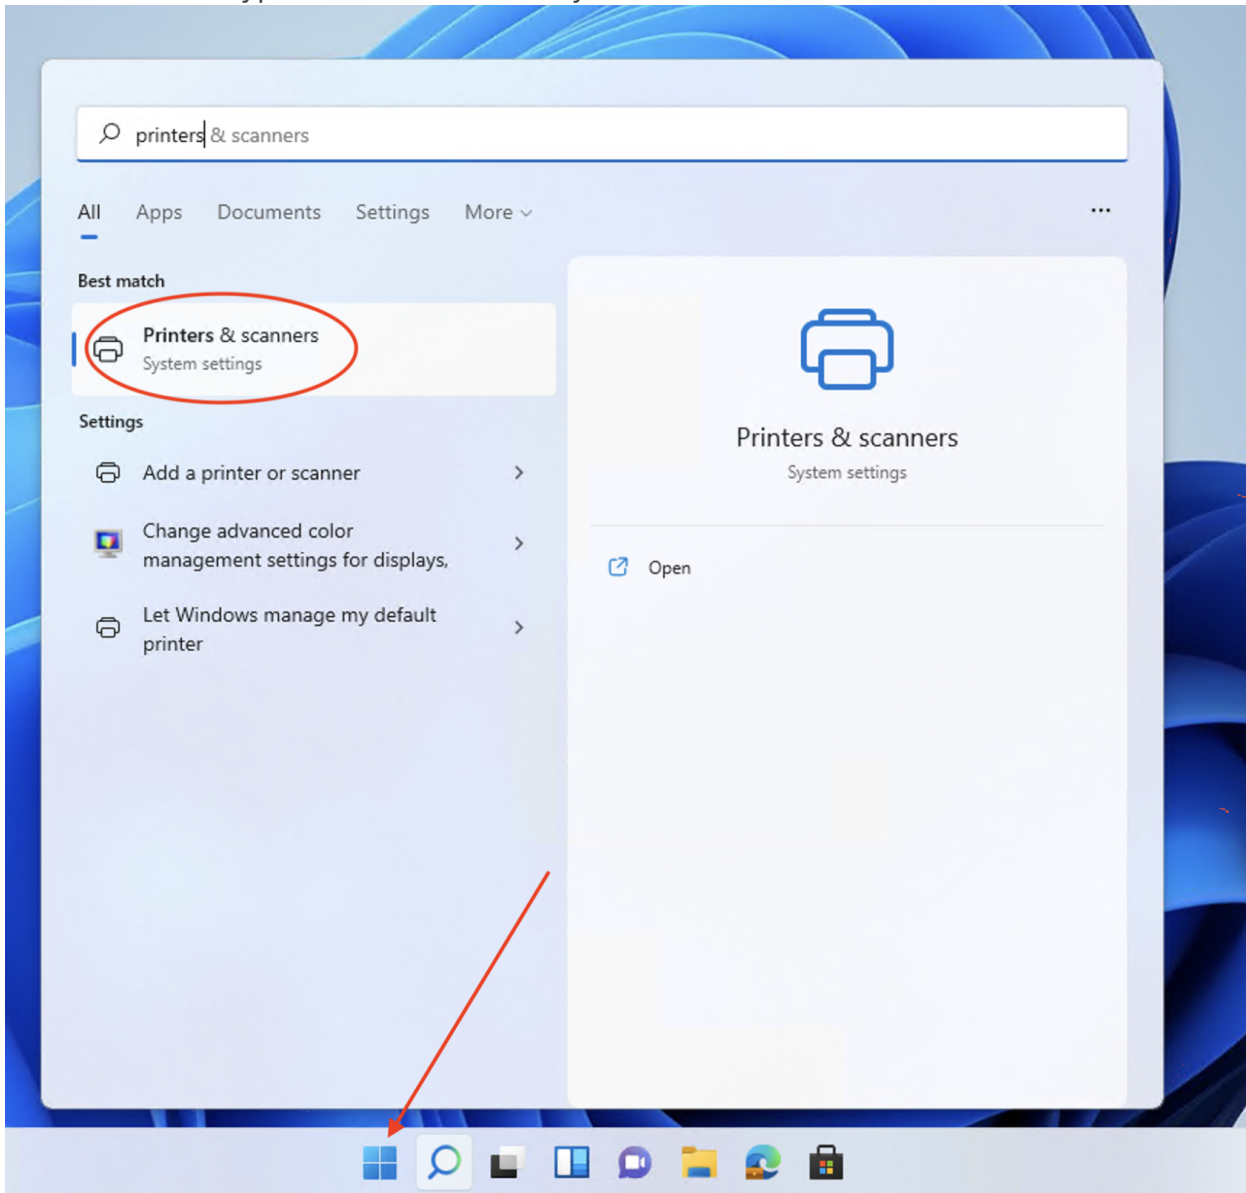 printers & scanners
All Apps Documents Settings More
Best match
Printers & scanners
System settings
Settings
Add a printer or scanner
Change advanced color
management settings for displays,
Let Windows manage my default
printer
Printers & scanners
System settings
Open